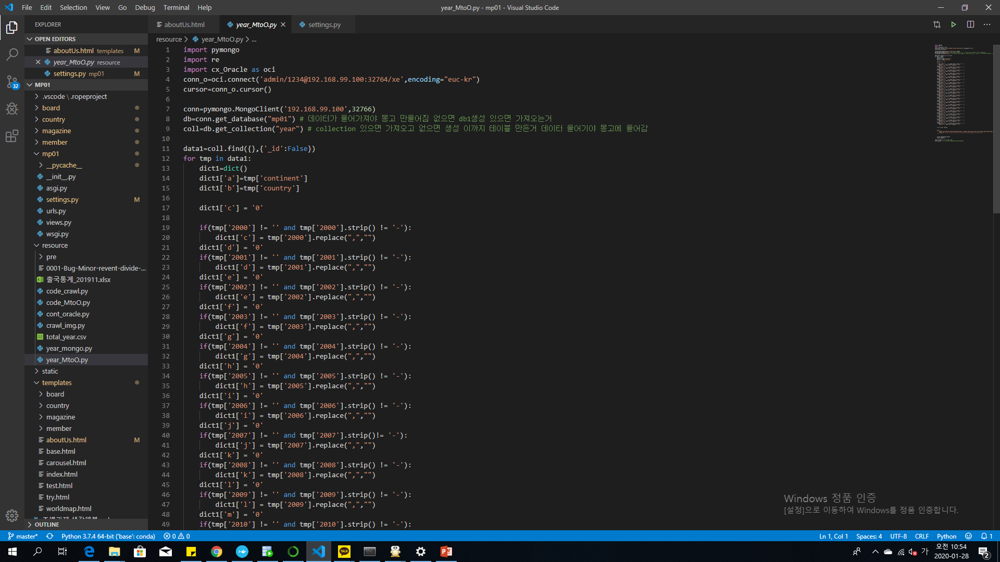 File Edit Selection View Go Debug Terminal Help
year_MtoO.py - mp01 - Visual Studio Code
EXPLORER
OPEN EDITORS
aboutUs.html templates M
year_MtoO.py resource
settings.py mp01 M
32
MP01
.vscode \ .ropeproject
board
country
magazine
member
mp01
__pycache__
__init__.py
asgi.py
settings.py M
urls.py
views.py
wsgi.py
resource
pre
0001-Bug-Minor-revent-divide-...
출국통계_201911.xlsx
code_crawl.py
code_MtoO.py
cont_oracle.py
crawl_img.py
total_year.csv
year_mongo.py
year_MtoO.py
static
templates
board
country
magazine
member
aboutUs.html M
base.html
carousel.html
index.html
test.html
try.html
worldmap.html
OUTLINE
aboutUs.html year_MtoO.py settings.py
resource > year_MtoO.py > ...
1 import pymongo
2 import re
3 import cx_Oracle as oci
4 conn_o=oci.connect('admin/1234@192.168.99.100:32764/xe',encoding="euc-kr")
5 cursor=conn_o.cursor()
6
7 conn=pymongo.MongoClient('192.168.99.100',32766)
8 db=conn.get_database("mp01") # 데이터가 들어가져야 몽고 만들어짐 없으면 db1생성 있으면 가져오는거
9 coll=db.get_collection("year") # collection 있으면 가져오고 없으면 생성 이까지 테이블 만든거 데이터 들어기야 몽고에 들어감
10
11 data1=coll.find({},{'_id':False})
12 for tmp in data1:
13 dict1=dict()
14 dict1['a']=tmp['continent']
15 dict1['b']=tmp['country']
16
17 dict1['c'] = '0'
18
19 if(tmp['2000'] != '' and tmp['2000'].strip() != '-'):
20 dict1['c'] = tmp['2000'].replace(",","")
21 dict1['d'] = '0'
22 if(tmp['2001'] != '' and tmp['2001'].strip() != '-'):
23 dict1['d'] = tmp['2001'].replace(",","")
24 dict1['e'] = '0'
25 if(tmp['2002'] != '' and tmp['2002'].strip() != '-'):
26 dict1['e'] = tmp['2002'].replace(",","")
27 dict1['f'] = '0'
28 if(tmp['2003'] != '' and tmp['2003'].strip() != '-'):
29 dict1['f'] = tmp['2003'].replace(",","")
30 dict1['g'] = '0'
31 if(tmp['2004'] != '' and tmp['2004'].strip() != '-'):
32 dict1['g'] = tmp['2004'].replace(",","")
33 dict1['h'] = '0'
34 if(tmp['2005'] != '' and tmp['2005'].strip() != '-'):
35 dict1['h'] = tmp['2005'].replace(",","")
36 dict1['i'] = '0'
37 if(tmp['2006'] != '' and tmp['2006'].strip() != '-'):
38 dict1['i'] = tmp['2006'].replace(",","")
39 dict1['j'] = '0'
40 if(tmp['2007'] != '' and tmp['2007'].strip()!= '-'):
41 dict1['j'] = tmp['2007'].replace(",","")
42 dict1['k'] = '0'
43 if(tmp['2008'] != '' and tmp['2008'].strip() != '-'):
44 dict1['k'] = tmp['2008'].replace(",","")
45 dict1['l'] = '0'
46 if(tmp['2009'] != '' and tmp['2009'].strip() != '-'):
47 dict1['l'] = tmp['2009'].replace(",","")
48 dict1['m'] = '0'
49 if(tmp['2010'] != '' and tmp['2010'].strip() != '-'):
Windows 정품 인증
[설정]으로 이동하여 Windows를 정품 인증합니다.
master* Python 3.7.4 64-bit ('base': conda) 0 0
Ln 1, Col 1 Spaces: 4 UTF-8 CRLF Python 1
TALK
가
오전 10:54
2020-01-28
2